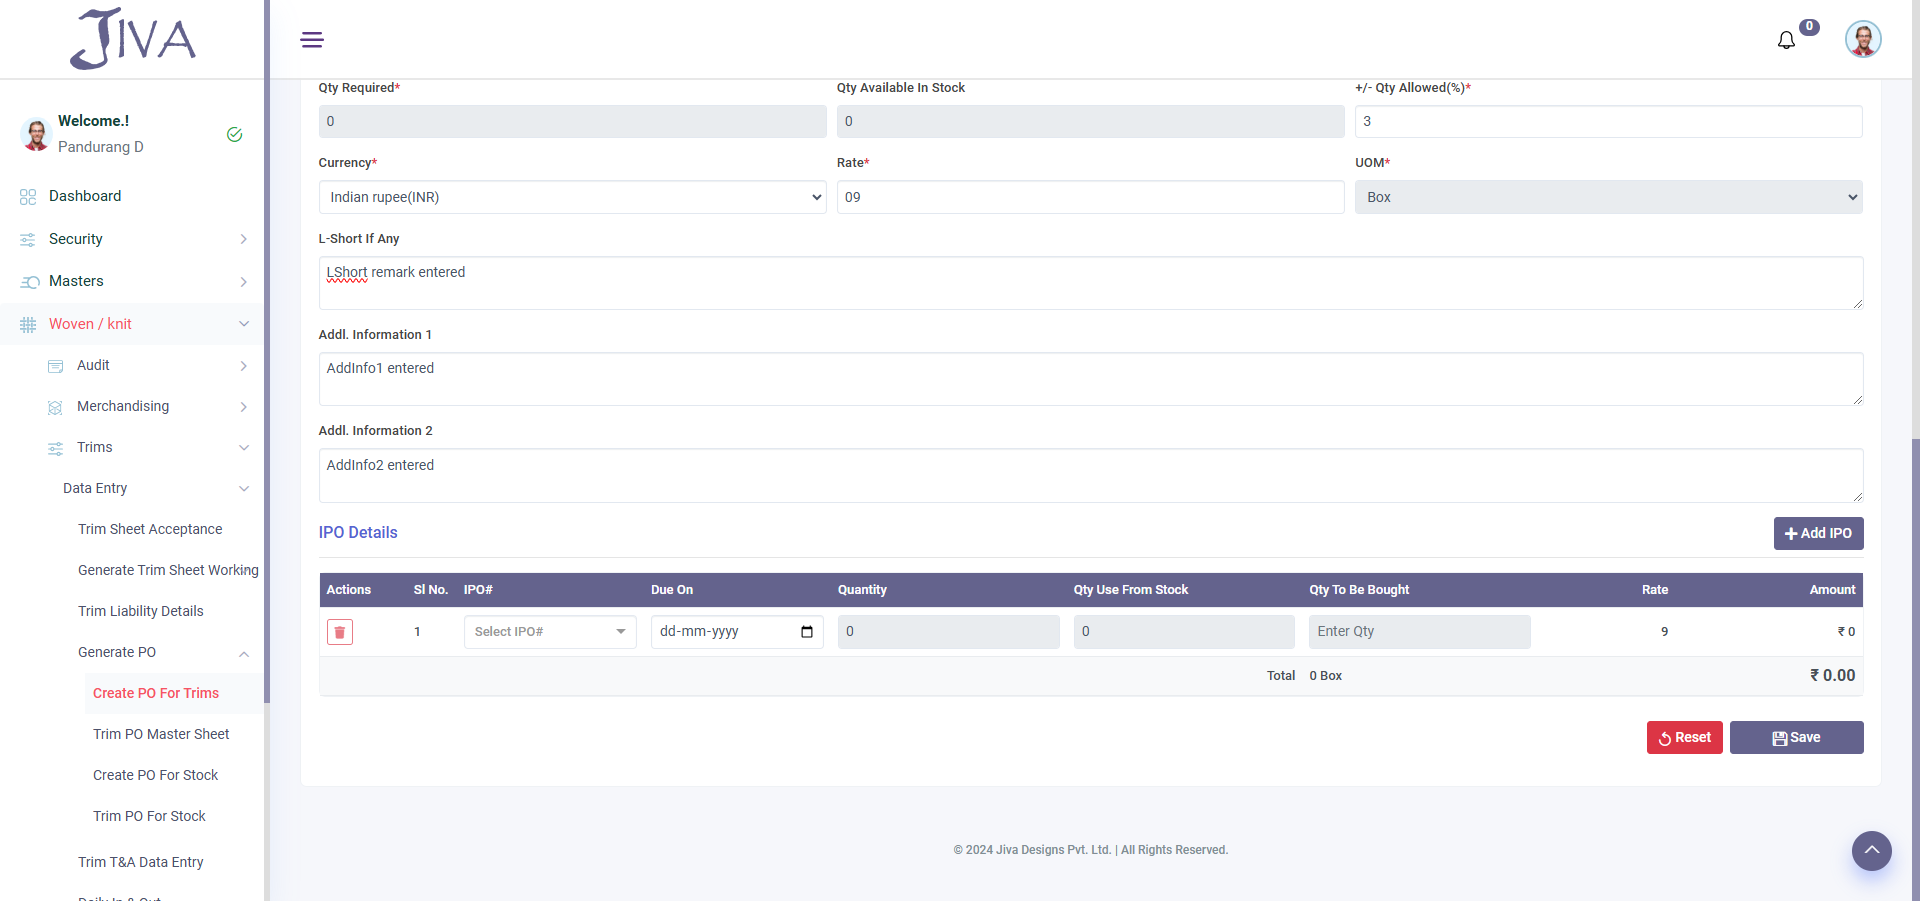 JIVA
0
Welcome.!
Pandurang D
Dashboard
Security
Masters
Woven / knit
Audit
Merchandising
Trims
Data Entry
Trim Sheet Acceptance
Generate Trim Sheet Working
Trim Liability Details
Generate PO
Create PO For Trims
Trim PO Master Sheet
Create PO For Stock
Trim PO For Stock
Trim T&A Data Entry
Qty Required* Qty Available In Stock +/- Qty Allowed(%)*
0 0 3
Currency* Rate* UOM*
Indian rupee(INR) 09 Box
L-Short If Any
LShort remark entered
Addl. Information 1
AddInfo1 entered
Addl. Information 2
AddInfo2 entered
IPO Details Add IPO
Actions Sl No. IPO# Due On Quantity Qty Use From Stock Qty To Be Bought Rate Amount
1 Select IPO# dd-mm-yyyy 0 0 Enter Qty 9 ₹ 0
Total 0 Box ₹ 0.00
Reset Save
© 2024 Jiva Designs Pvt. Ltd. | All Rights Reserved.